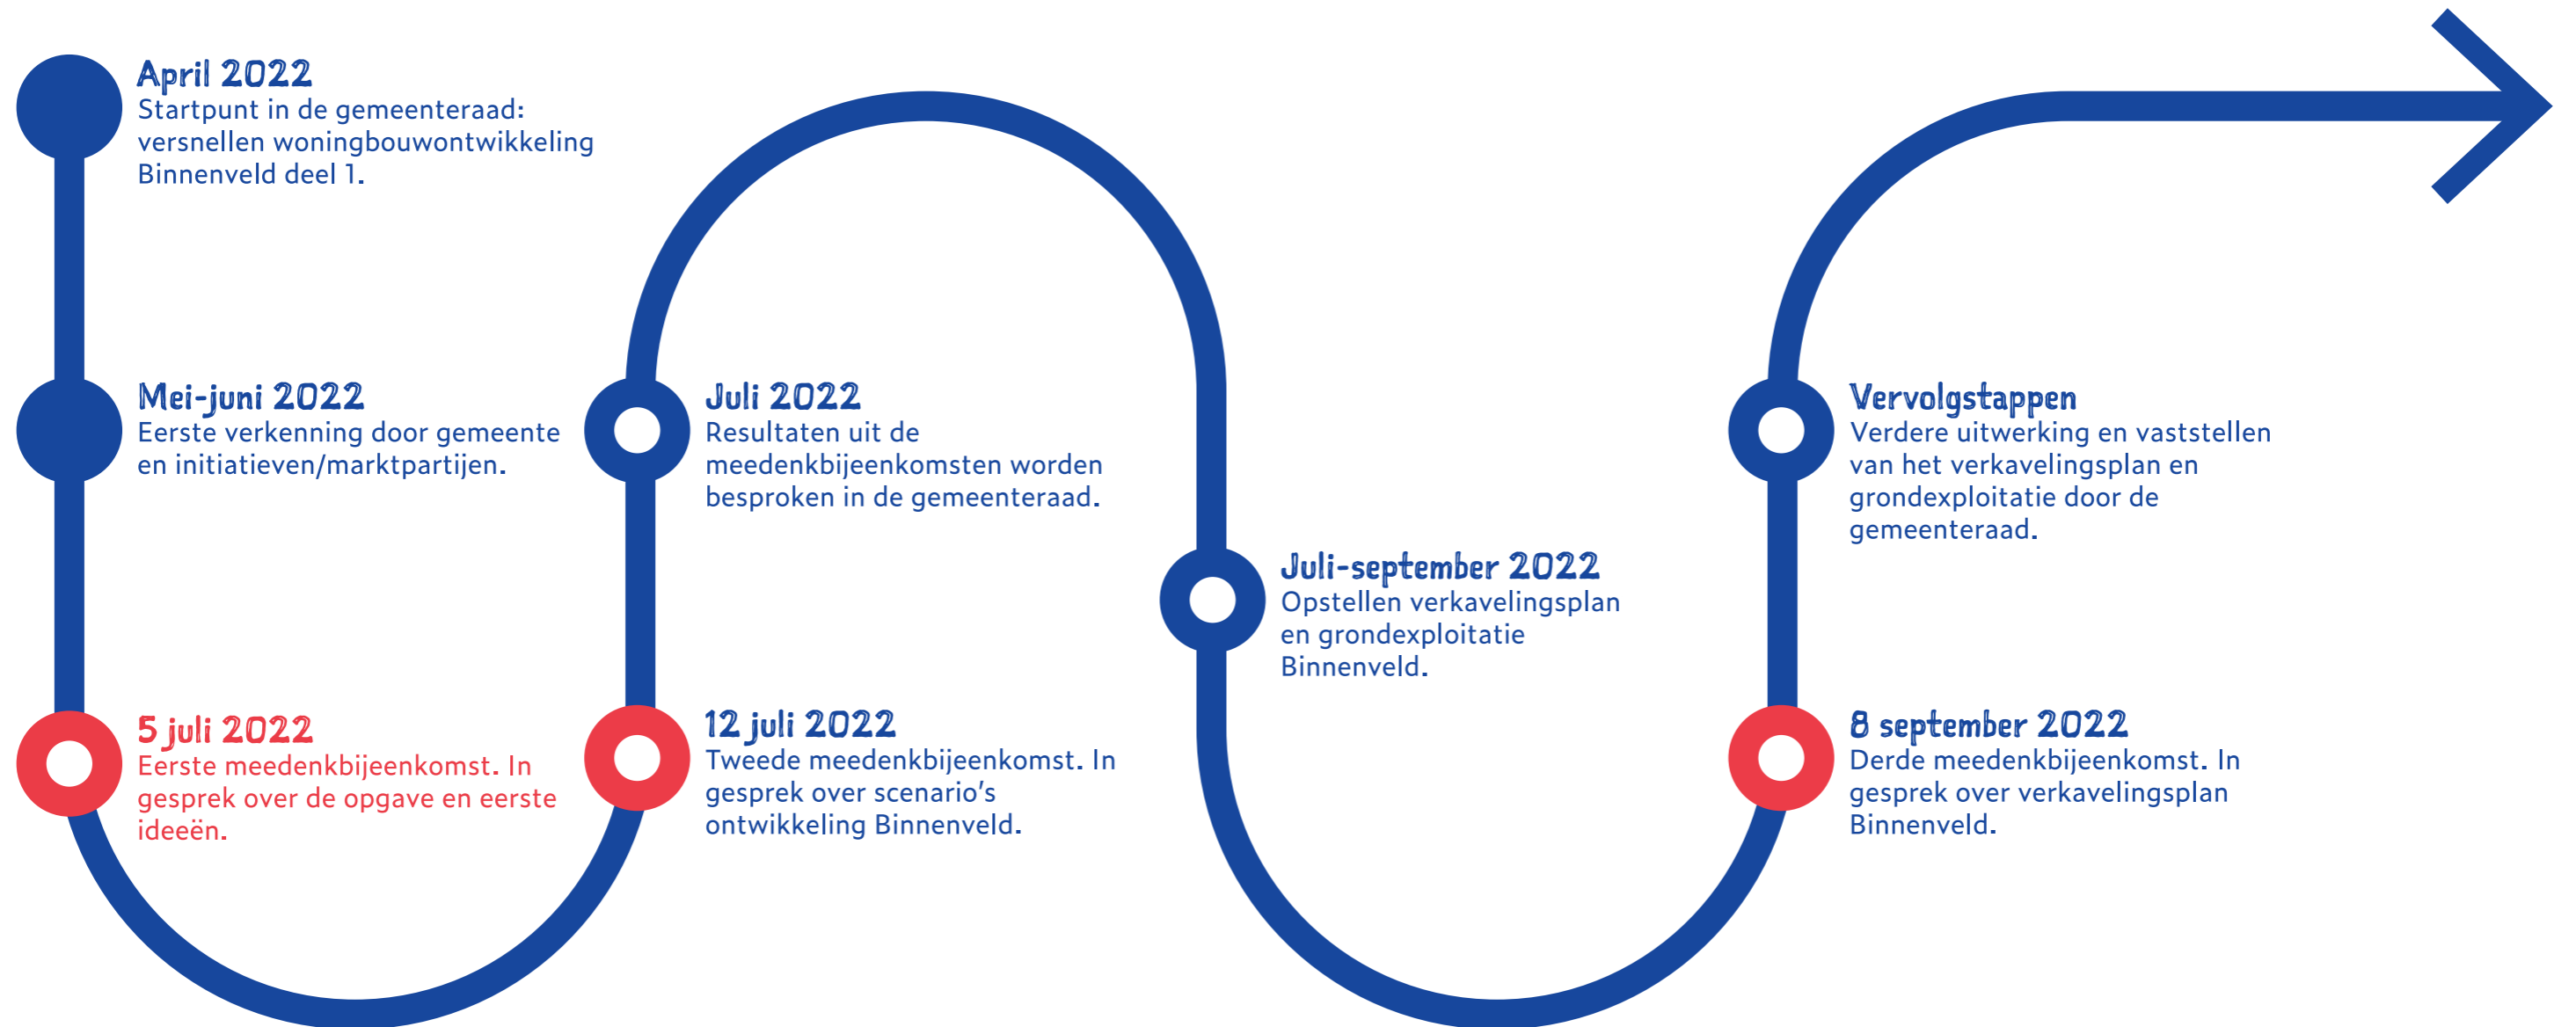 April 2022
Startpunt in de gemeenteraad:
versnellen woningbouwontwikkeling
Binnenveld deel 1.
Mei-juni 2022
Eerste verkenning door gemeente
en initiatieven/marktpartijen.
5 juli 2022
Eerste meedenkbijeenkomst. In
gesprek over de opgave en eerste
ideeën.
12 juli 2022
Tweede meedenkbijeenkomst. In
gesprek over scenario's
ontwikkeling Binnenveld.
Juli 2022
Resultaten uit de
meedenkbijeenkomsten worden
besproken in de gemeenteraad.
Juli-september 2022
Opstellen verkavelingsplan
en grondexploitatie
Binnenveld.
8 september 2022
Derde meedenkbijeenkomst. In
gesprek over verkavelingsplan
Binnenveld.
Vervolgstappen
Verdere uitwerking en vaststellen
van het verkavelingsplan en
grondexploitatie door de
gemeenteraad.